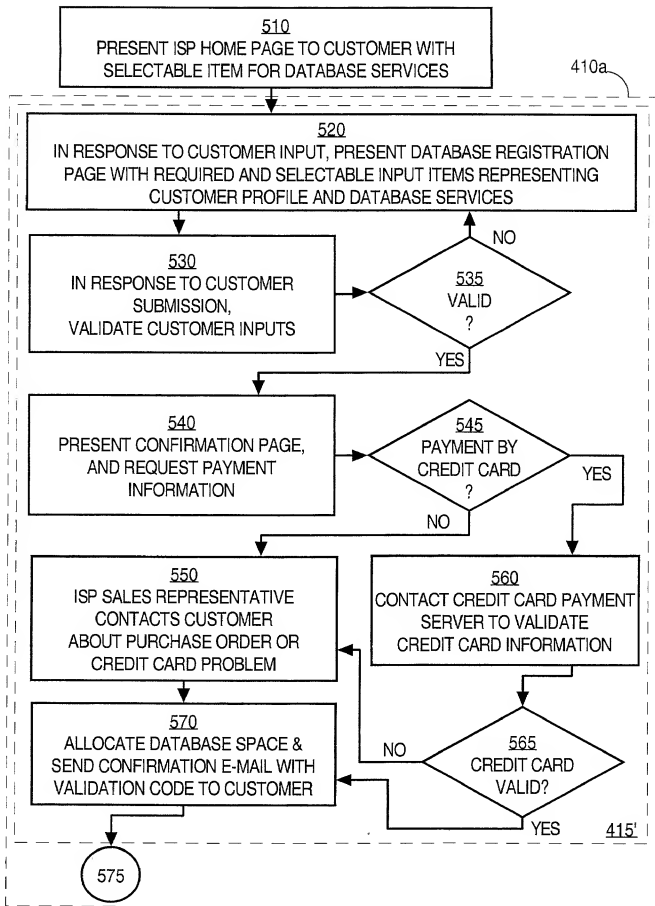 510
PRESENT ISP HOME PAGE TO CUSTOMER WITH
SELECTABLE ITEM FOR DATABASE SERVICES
410a
520
IN RESPONSE TO CUSTOMER INPUT, PRESENT DATABASE REGISTRATION
PAGE WITH REQUIRED AND SELECTABLE INPUT ITEMS REPRESENTING
CUSTOMER PROFILE AND DATABASE SERVICES
NO
530
IN RESPONSE TO CUSTOMER
SUBMISSION,
VALIDATE CUSTOMER INPUTS
535
VALID
?
YES
540
PRESENT CONFIRMATION PAGE,
AND REQUEST PAYMENT
INFORMATION
545
PAYMENT BY
CREDIT CARD
?
YES
NO
550
ISP SALES REPRESENTATIVE
CONTACTS CUSTOMER
ABOUT PURCHASE ORDER OR
CREDIT CARD PROBLEM
560
CONTACT CREDIT CARD PAYMENT
SERVER TO VALIDATE
CREDIT CARD INFORMATION
570
ALLOCATE DATABASE SPACE &
SEND CONFIRMATION E-MAIL WITH
VALIDATION CODE TO CUSTOMER
NO
565
CREDIT CARD
VALID?
YES
415'
575